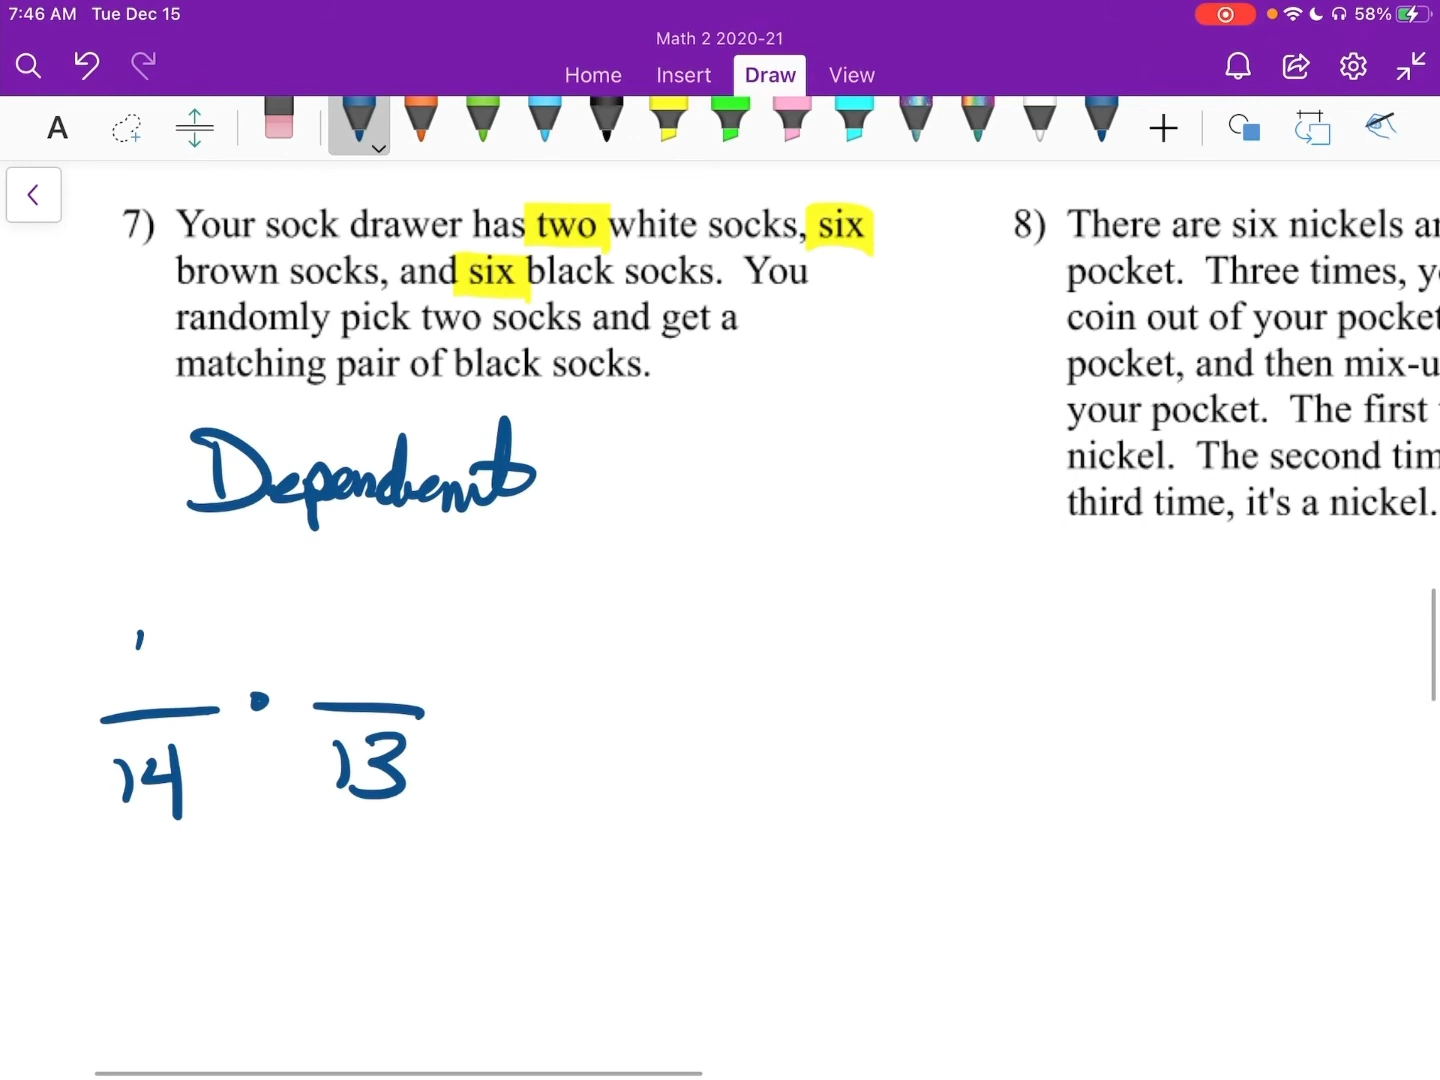 7:46 AM Tue Dec 15
58%
Math 2 2020-21
Home Insert Draw View
A
7) Your sock drawer has two white socks, six
brown socks, and six black socks. You
randomly pick two socks and get a
matching pair of black socks.
Dependent
14 • 13
8) There are six nickels
pocket. Three times,
coin out of your pocket
pocket, and then mix-u
your pocket. The first
nickel. The second tim
third time, it's a nickel.